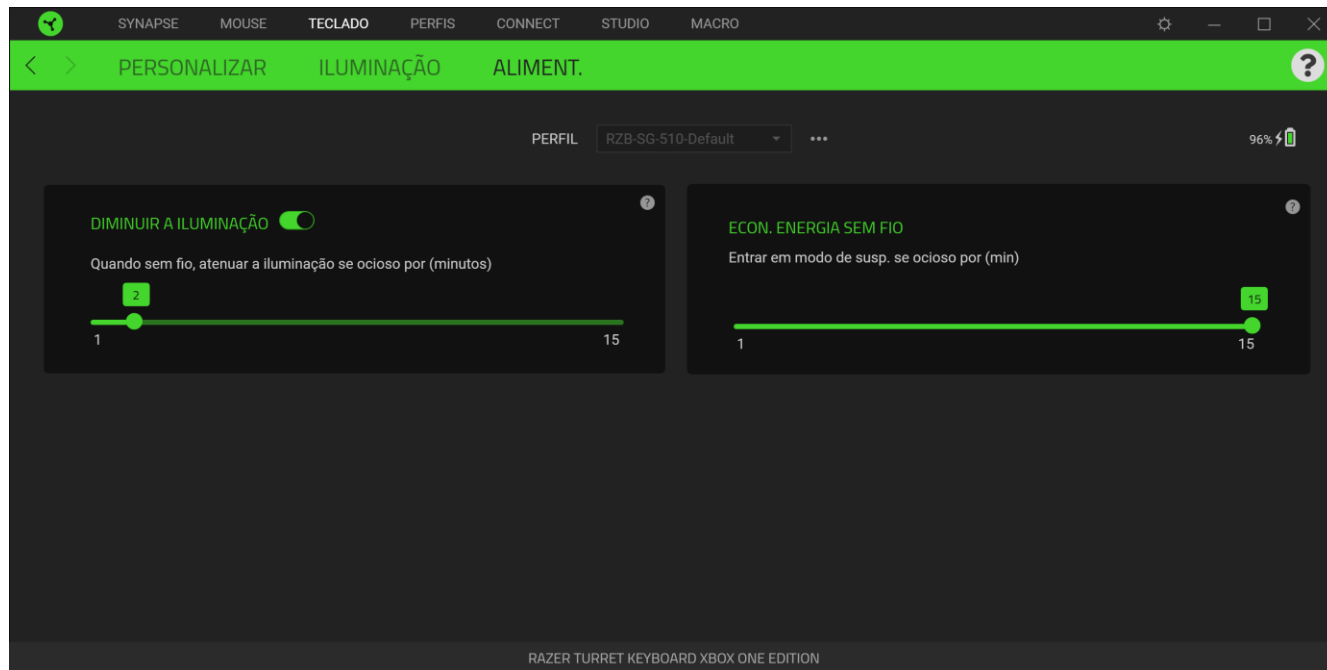 SYNAPSE MOUSE TECLADO PERFIS CONNECT STUDIO MACRO
PERSONALIZAR ILUMINAÇÃO ALIMENT. ?
PERFIL RZB-SG-510-Default ••• 96%
DIMINUIR A ILUMINAÇÃO ?
Quando sem fio, atenuar a iluminação se ocioso por (minutos)
2
1 15
ECON. ENERGIA SEM FIO ?
Entrar em modo de susp. se ocioso por (min)
15
1 15
RAZER TURRET KEYBOARD XBOX ONE EDITION